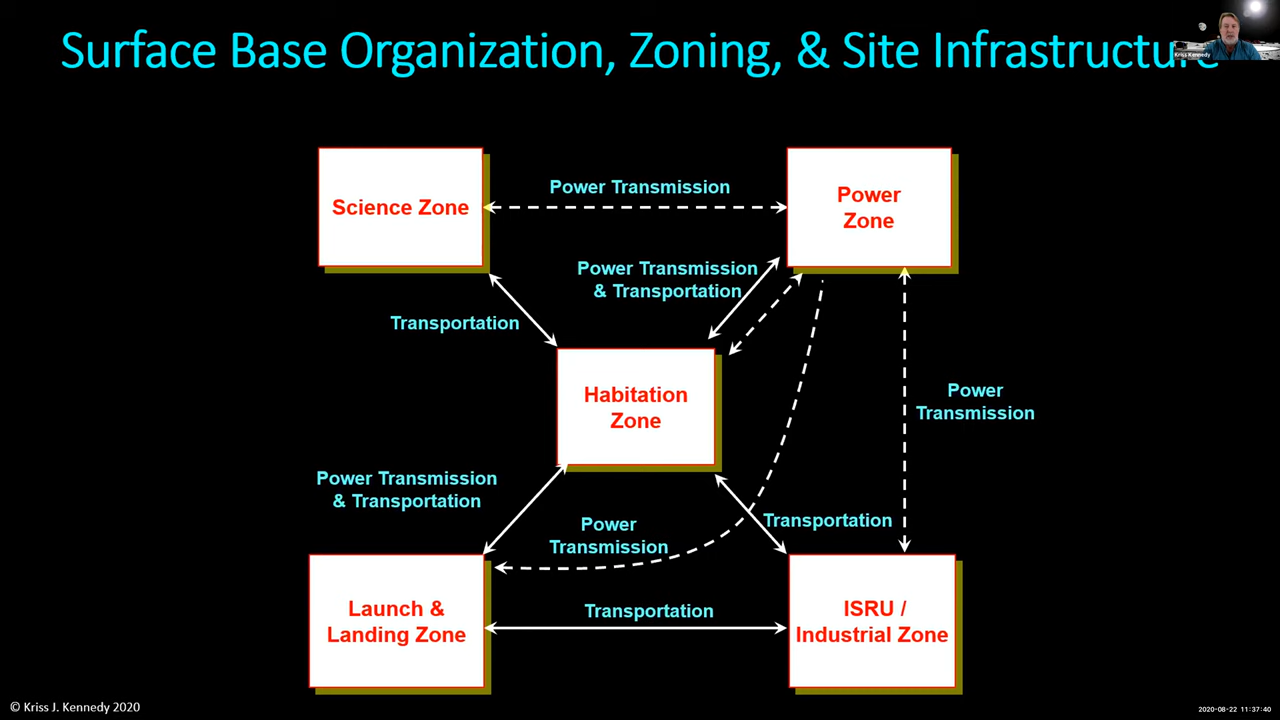 Surface Base Organization, Zoning, & Site Infrastructure
Kriss Kennedy
Science Zone
Power Transmission
Power
Zone
Power Transmission
& Transportation
Transportation
Habitation
Zone
Power
Transmission
Power Transmission
& Transportation
Power
Transmission
Transportation
Launch &
Landing Zone
Transportation
ISRU /
Industrial Zone
© Kriss J. Kennedy 2020
2020-08-22 11:37:40